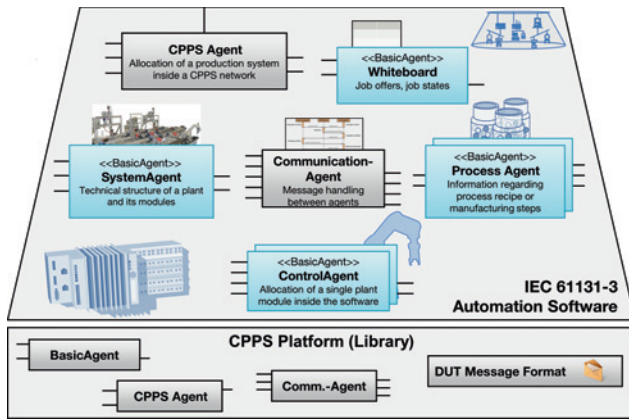 CPPS Agent
Allocation of a production system
inside a CPPS network
<<BasicAgent>>
Whiteboard
Job offers, job states
<<BasicAgent>>
SystemAgent
Technical structure of a plant
and its modules
Communication-
Agent
Message handling
between agents
<<BasicAgent>>
Process Agent
Information regarding
process recipe or
manufacturing steps
<<BasicAgent>>
ControlAgent
Allocation of a single plant
module inside the software
IEC 61131-3
Automation Software
CPPS Platform (Library)
BasicAgent
CPPS Agent
Comm.-Agent
DUT Message Format